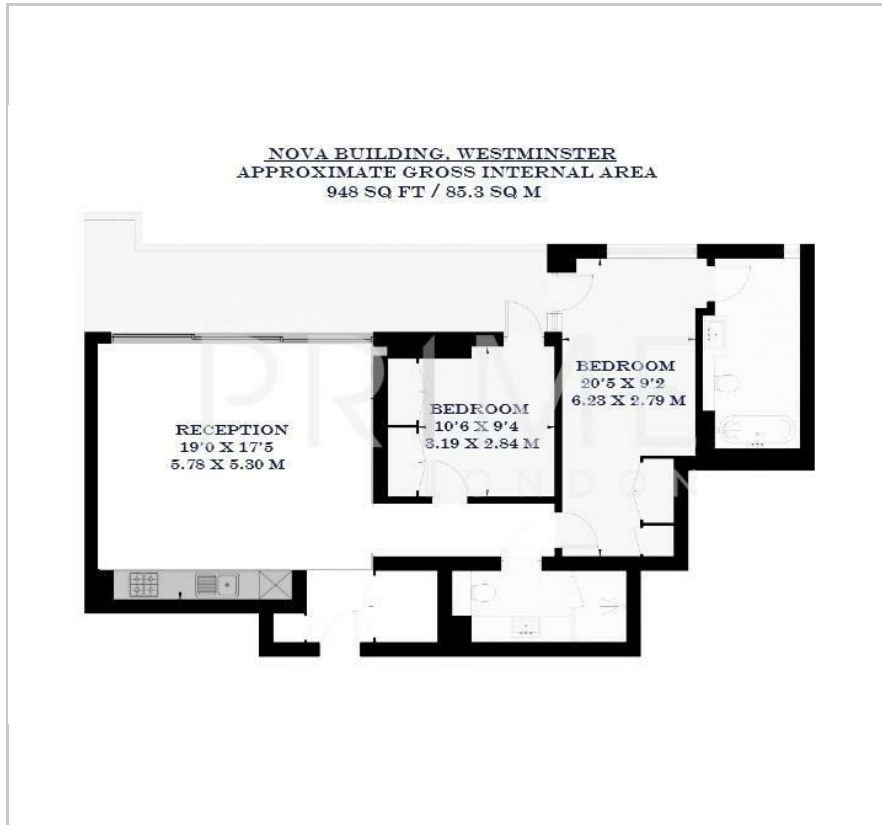 NOVA BUILDING, WESTMINSTER
APPROXIMATE GROSS INTERNAL AREA
948 SQ FT / 85.3 SQ M
BEDROOM
20'5 X 9'2
6.23 X 2.79 M
BEDROOM
10'6 X 9'4
3.19 X 2.84 M
RECEPTION
19'0 X 17'5
5.78 X 5.30 M
PRIME
LONDON